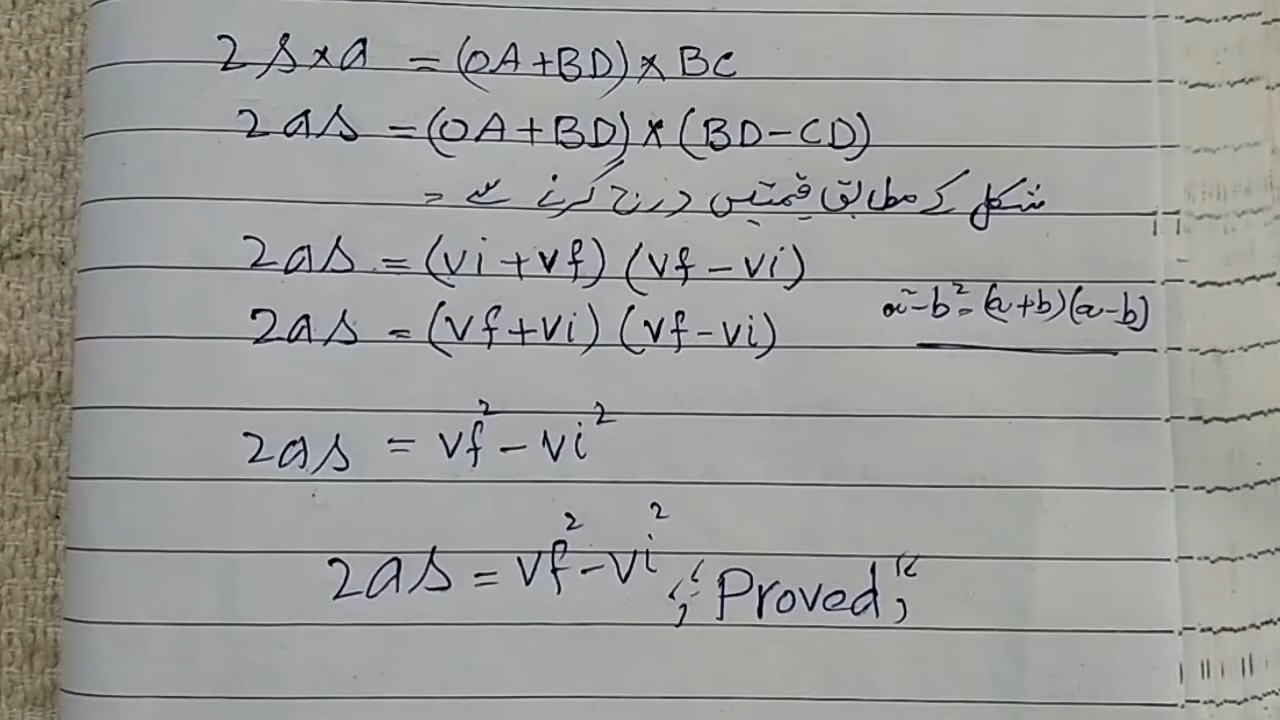 2s×a = (OA+BD)×BC
2as = (OA+BD)×(BD-CD)
شکل کے مطابق قیمتیں درج کرنے سے =
2as = (vi+vf) (vf-vi)
a²-b²=(a+b)(a-b)
2as = (vf+vi) (vf-vi)
2as = vf²-vi²
2as = vf²-vi² ,“Proved,“